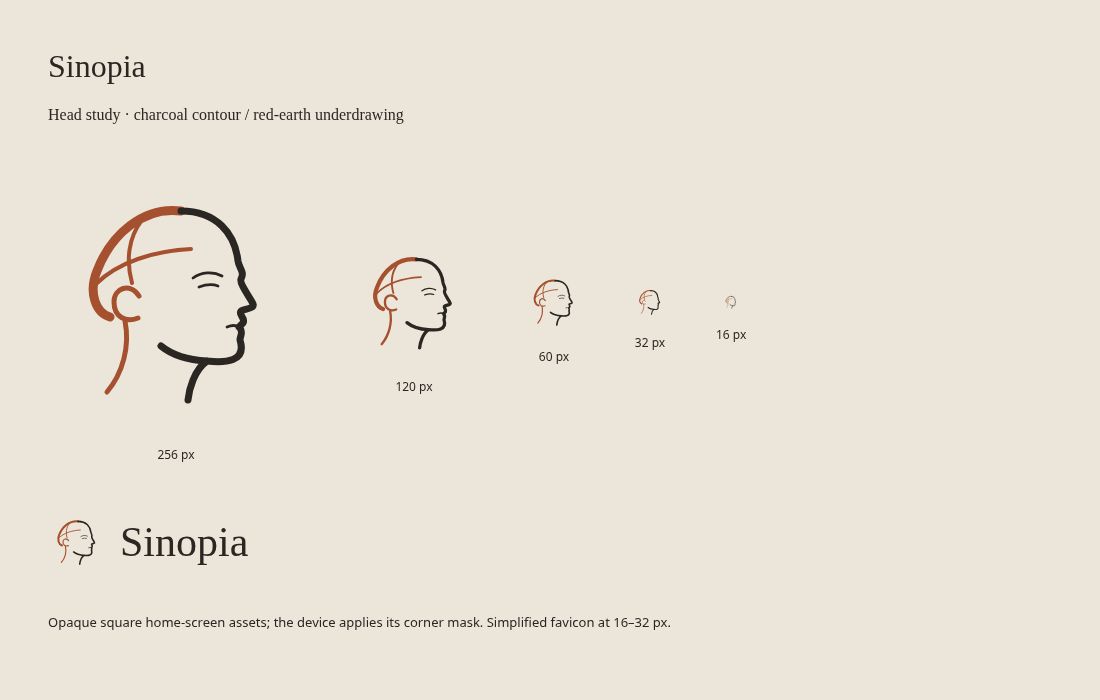 Sinopia
Head study · charcoal contour / red-earth underdrawing
256 px
120 px
60 px
32 px
16 px
Sinopia
Opaque square home-screen assets; the device applies its corner mask. Simplified favicon at 16–32 px.